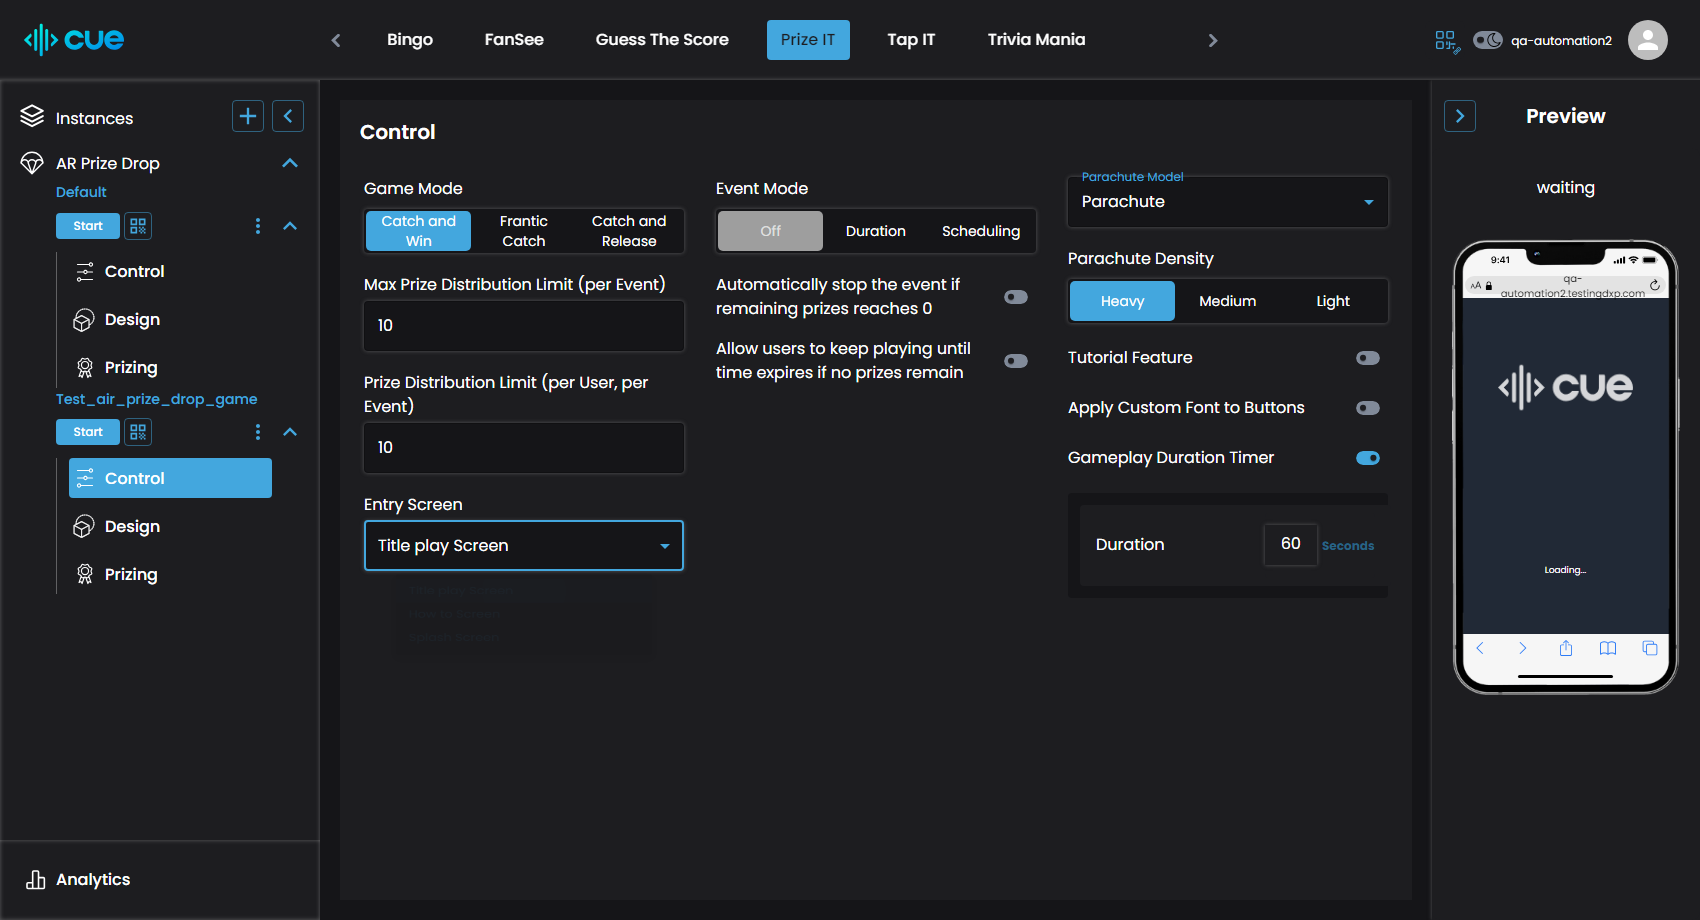 cue
Bingo
FanSee
Guess The Score
Prize IT
Tap IT
Trivia Mania
qa-automation2
Instances
AR Prize Drop
Default
Start
Control
Design
Prizing
Test_air_prize_drop_game
Start
Control
Design
Prizing
Analytics
Control
Game Mode
Catch and
Win
Frantic
Catch
Catch and
Release
Max Prize Distribution Limit (per Event)
10
Prize Distribution Limit (per User, per
Event)
10
Entry Screen
Title play Screen
Title play Screen
Event Mode
Off
Duration
Scheduling
Automatically stop the event if
remaining prizes reaches 0
Allow users to keep playing until
time expires if no prizes remain
Parachute Model
Parachute
Parachute Density
Heavy
Medium
Light
Tutorial Feature
Apply Custom Font to Buttons
Gameplay Duration Timer
Duration
60
Seconds
Preview
waiting
9:41
AA
qa-
automation2.testingdxp.com
cue
Loading...